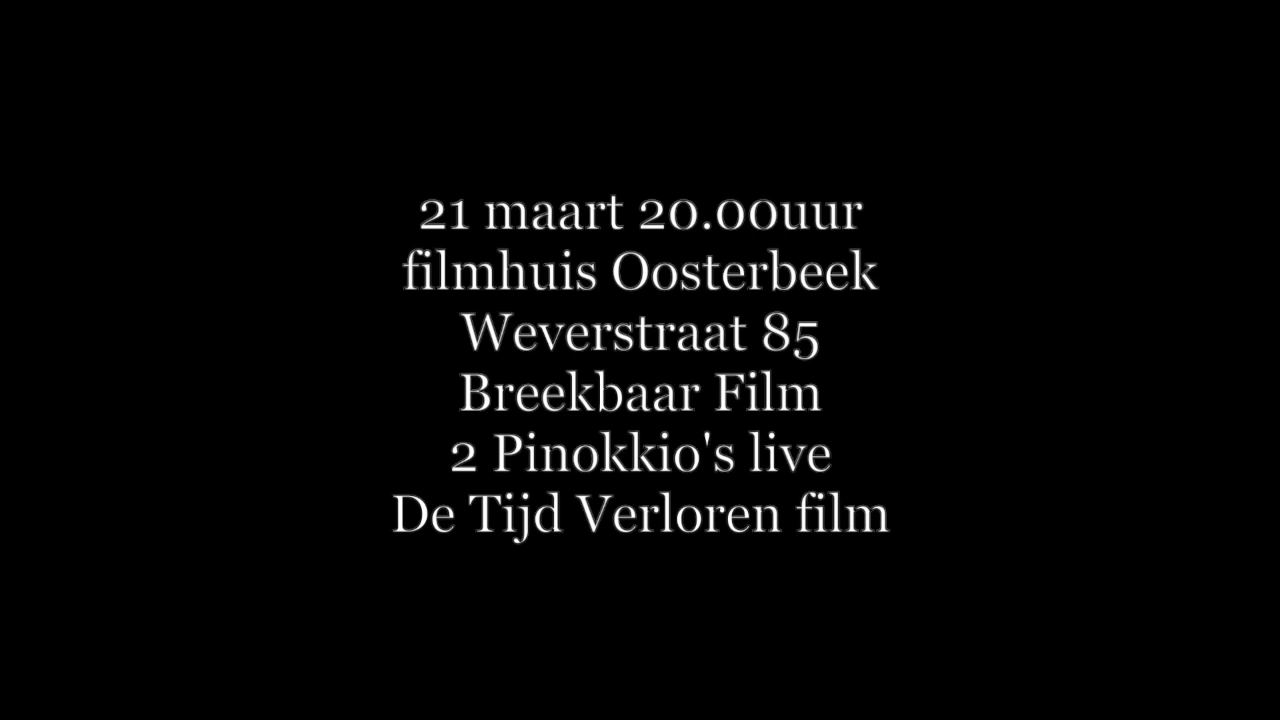 21 maart 20.00uur
filmhuis Oosterbeek
Weverstraat 85
Breekbaar Film
2 Pinokkio's live
De Tijd Verloren film